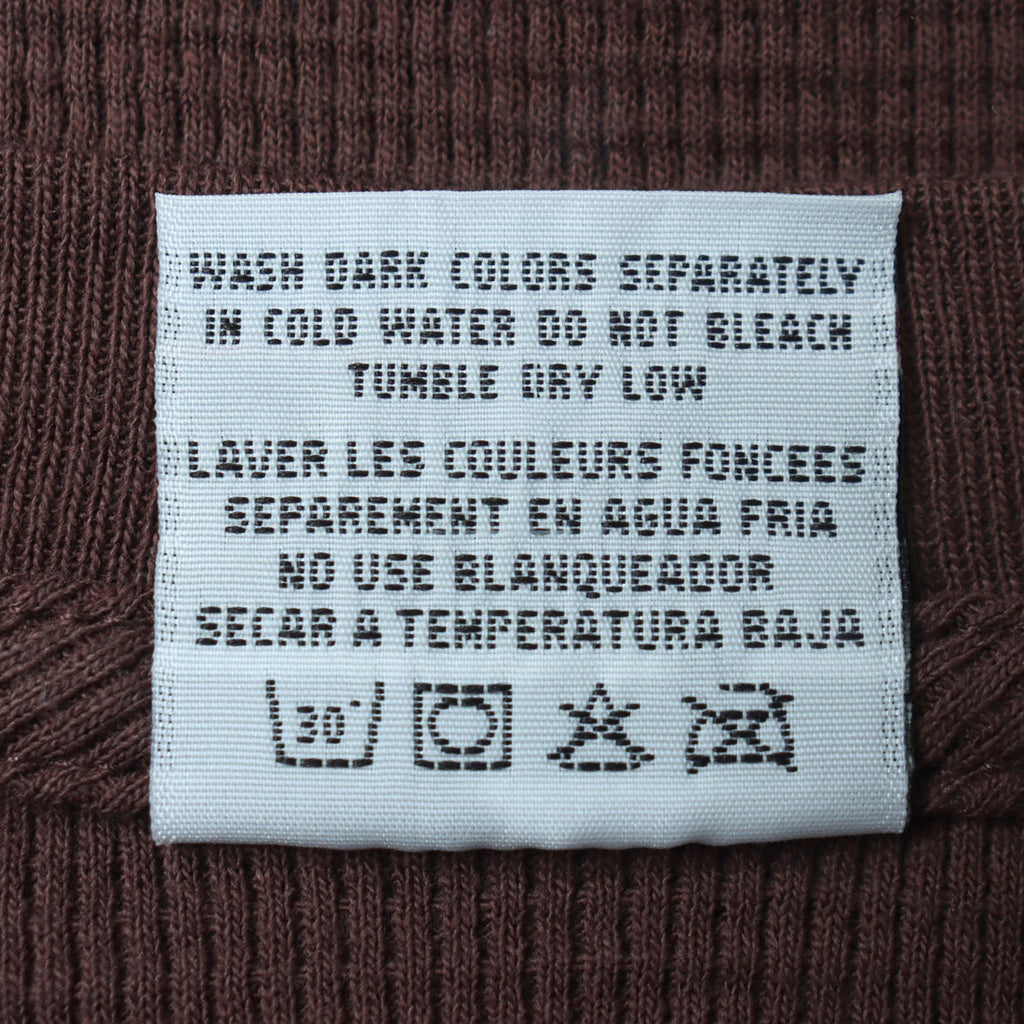 WASH DARK COLORS SEPARATELY
IN COLD WATER DO NOT BLEACH
TUMBLE DRY LOW
LAVER LES COULEURS FONCEES
SEPAREMENT EN AGUA FRIA
NO USE BLANQUEADOR
SECAR A TEMPERATURA BAJA
30°